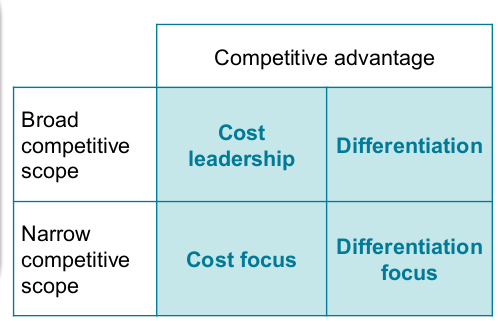 Competitive advantage
Broad
competitive
scope
Cost
leadership
Differentiation
Narrow
competitive
scope
Cost focus
Differentiation
focus